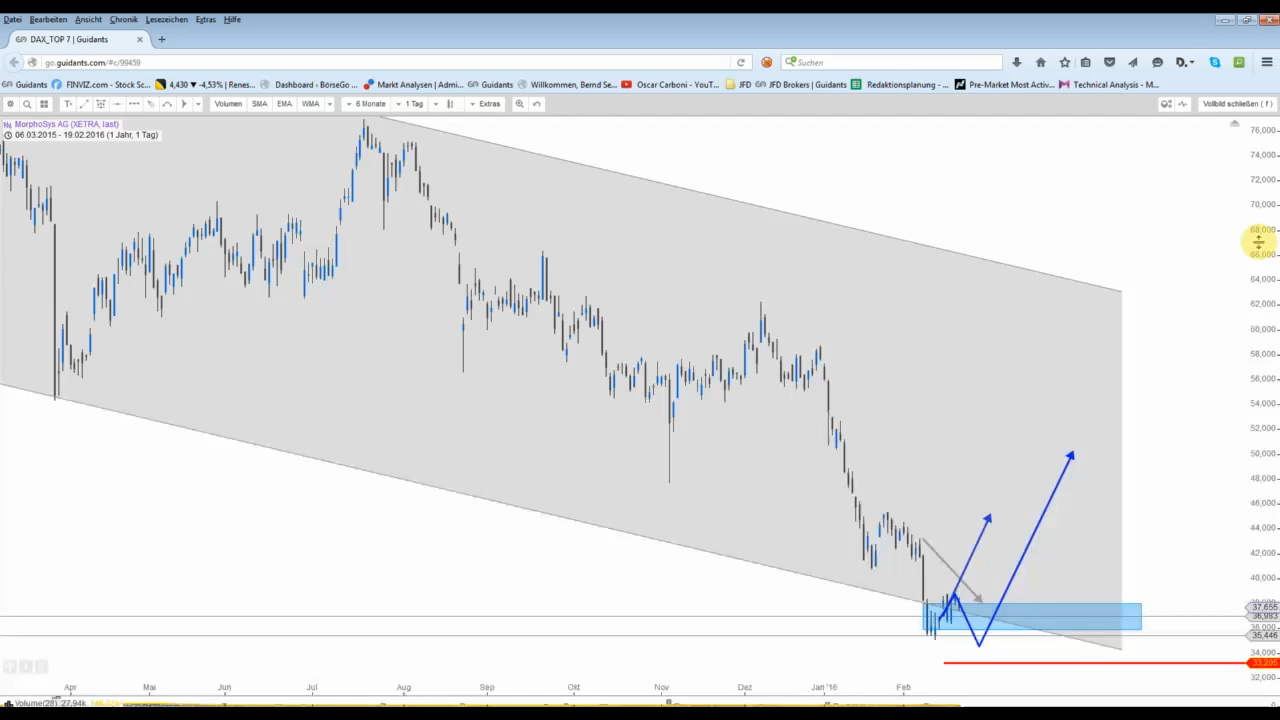 Datei Bearbeiten Ansicht Chronik Lesezeichen Extras Hilfe
DAX_TOP 7 | Guidants
go.guidants.com/#c/99459
Suchen
Guidants FINVIZ.com - Stock Sc... 4,430 ▾ -4,53% | Renes... Dashboard ‹ BörseGo ... Markt Analysen | Admi... Guidants Willkommen, Bernd Se... Oscar Carboni - YouT... JFD JFD Brokers | Guidants Redaktionsplanung - ... Pre-Market Most Activ... Technical Analysis - M...
Volumen SMA EMA WMA 6 Monate 1 Tag Extras Vollbild schließen ( f )
MorphoSys AG (XETRA, last)
06.03.2015 - 19.02.2016 (1 Jahr, 1 Tag)
76,000
74,000
72,000
70,000
68,000
66,000
64,000
62,000
60,000
58,000
56,000
54,000
52,000
50,000
48,000
46,000
44,000
42,000
40,000
37,655
36,983
36,000
35,446
34,000
33,205
32,000
Apr Mai Jun Jul Aug Sep Okt Nov Dez Jan '16 Feb
Volume(28) 27,94k